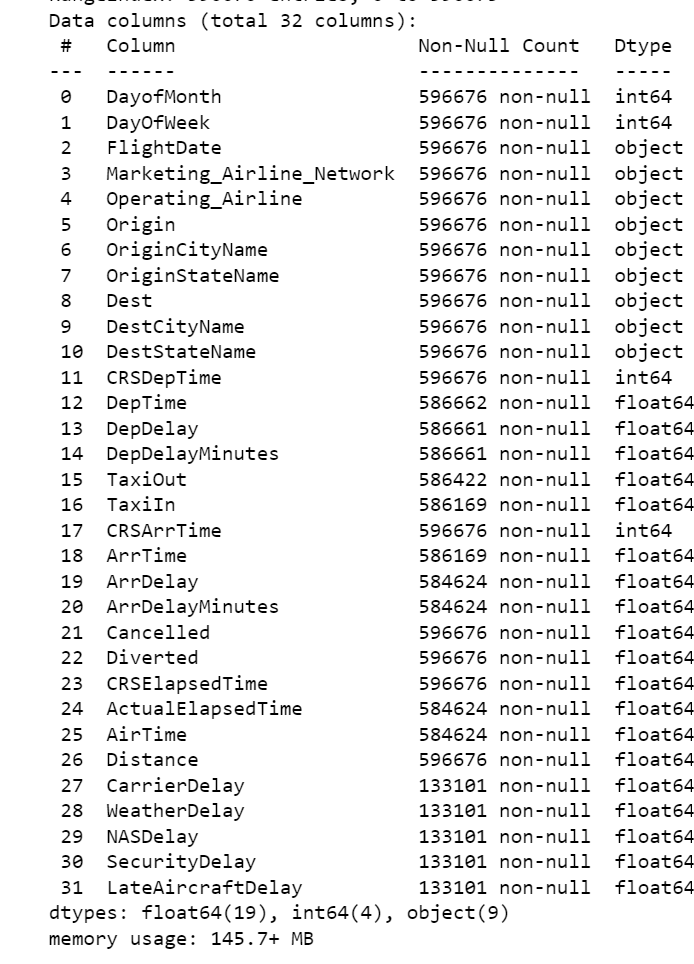 Data columns (total 32 columns):
# Column Non-Null Count Dtype
--- ------ -------------- -----
0 DayofMonth 596676 non-null int64
1 DayOfWeek 596676 non-null int64
2 FlightDate 596676 non-null object
3 Marketing_Airline_Network 596676 non-null object
4 Operating_Airline 596676 non-null object
5 Origin 596676 non-null object
6 OriginCityName 596676 non-null object
7 OriginStateName 596676 non-null object
8 Dest 596676 non-null object
9 DestCityName 596676 non-null object
10 DestStateName 596676 non-null object
11 CRSDepTime 596676 non-null int64
12 DepTime 586662 non-null float64
13 DepDelay 586661 non-null float64
14 DepDelayMinutes 586661 non-null float64
15 TaxiOut 586422 non-null float64
16 TaxiIn 586169 non-null float64
17 CRSArrTime 596676 non-null int64
18 ArrTime 586169 non-null float64
19 ArrDelay 584624 non-null float64
20 ArrDelayMinutes 584624 non-null float64
21 Cancelled 596676 non-null float64
22 Diverted 596676 non-null float64
23 CRSElapsedTime 596676 non-null float64
24 ActualElapsedTime 584624 non-null float64
25 AirTime 584624 non-null float64
26 Distance 596676 non-null float64
27 CarrierDelay 133101 non-null float64
28 WeatherDelay 133101 non-null float64
29 NASDelay 133101 non-null float64
30 SecurityDelay 133101 non-null float64
31 LateAircraftDelay 133101 non-null float64
dtypes: float64(19), int64(4), object(9)
memory usage: 145.7+ MB